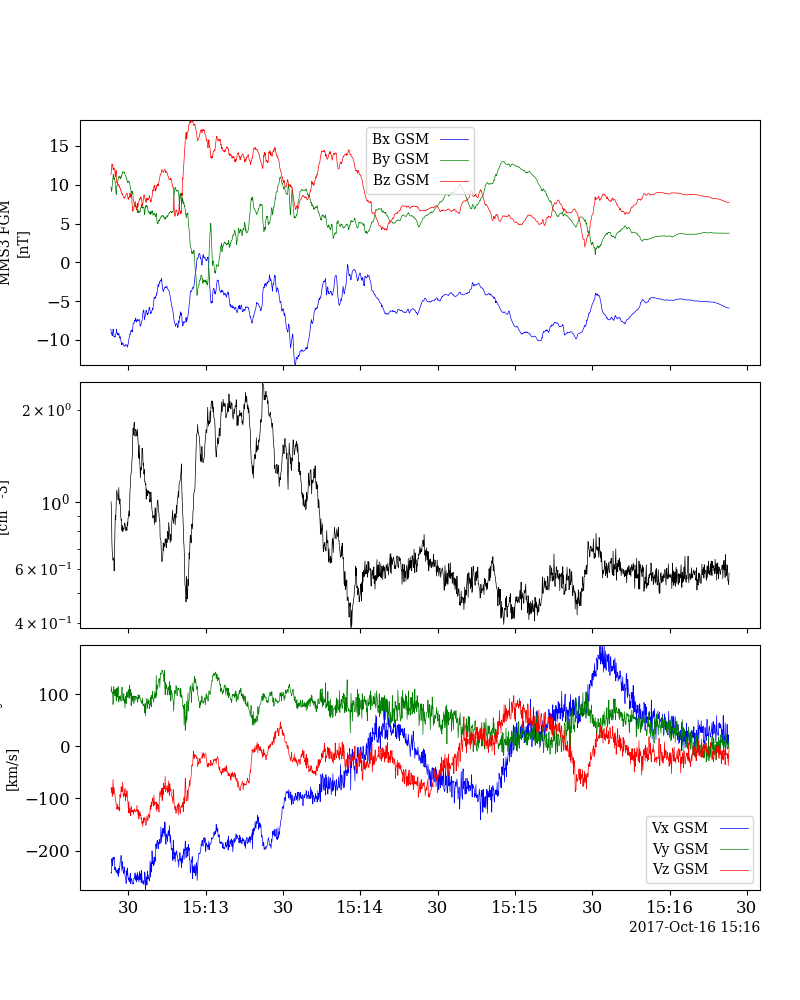 Bx GSM
By GSM
Bz GSM
15
10
5
0
−5
−10
MMS3 FGM
[nT]
2 × 10⁰
10⁰
6 × 10⁻¹
4 × 10⁻¹
100
0
−100
−200
[km/s]
Vx GSM
Vy GSM
Vz GSM
30 15:13 30 15:14 30 15:15 30 15:16 30
2017-Oct-16 15:16